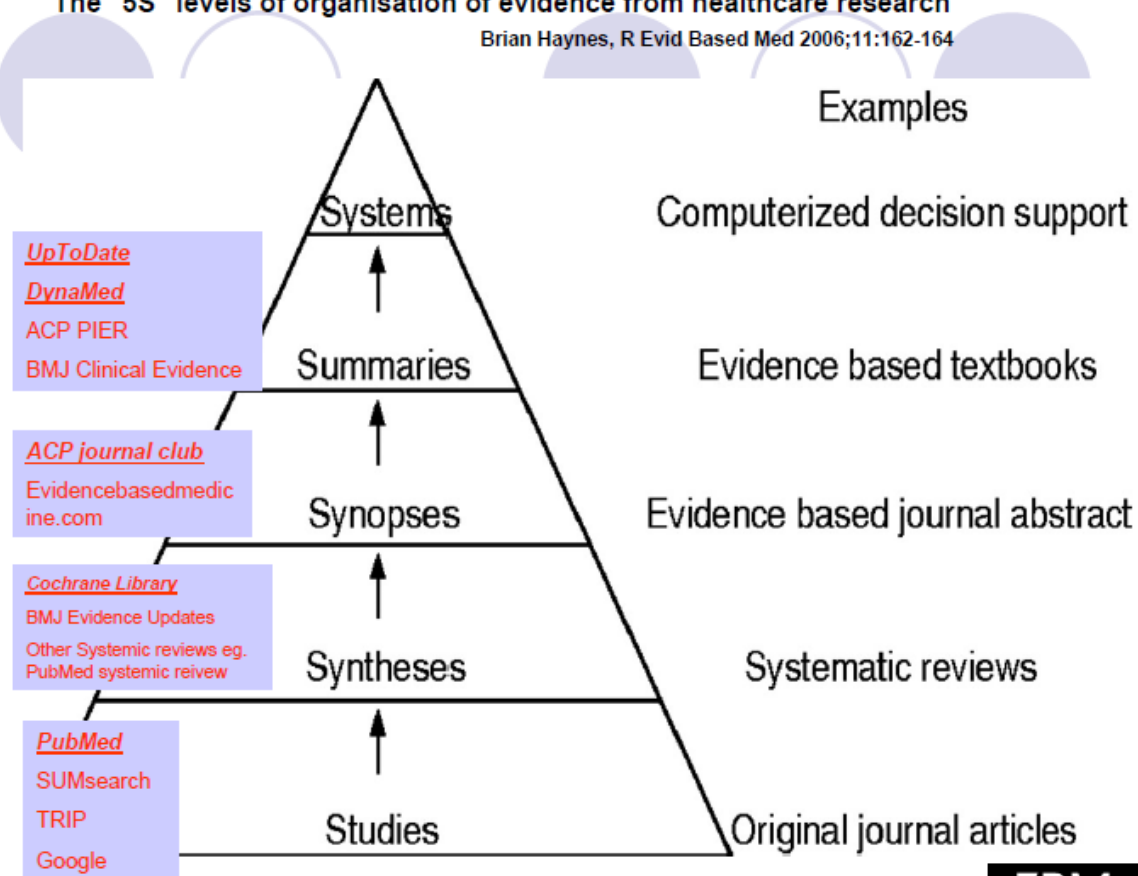 The "5S" levels of organisation of evidence from healthcare research
Brian Haynes, R Evid Based Med 2006;11:162-164
Examples
Systems
Computerized decision support
UpToDate
DynaMed
ACP PIER
BMJ Clinical Evidence
Summaries
Evidence based textbooks
ACP journal club
Evidencebasedmedic
ine.com
Synopses
Evidence based journal abstract
Cochrane Library
BMJ Evidence Updates
Other Systemic reviews eg.
PubMed systemic reivew
Syntheses
Systematic reviews
PubMed
SUMsearch
TRIP
Google
Studies
Original journal articles